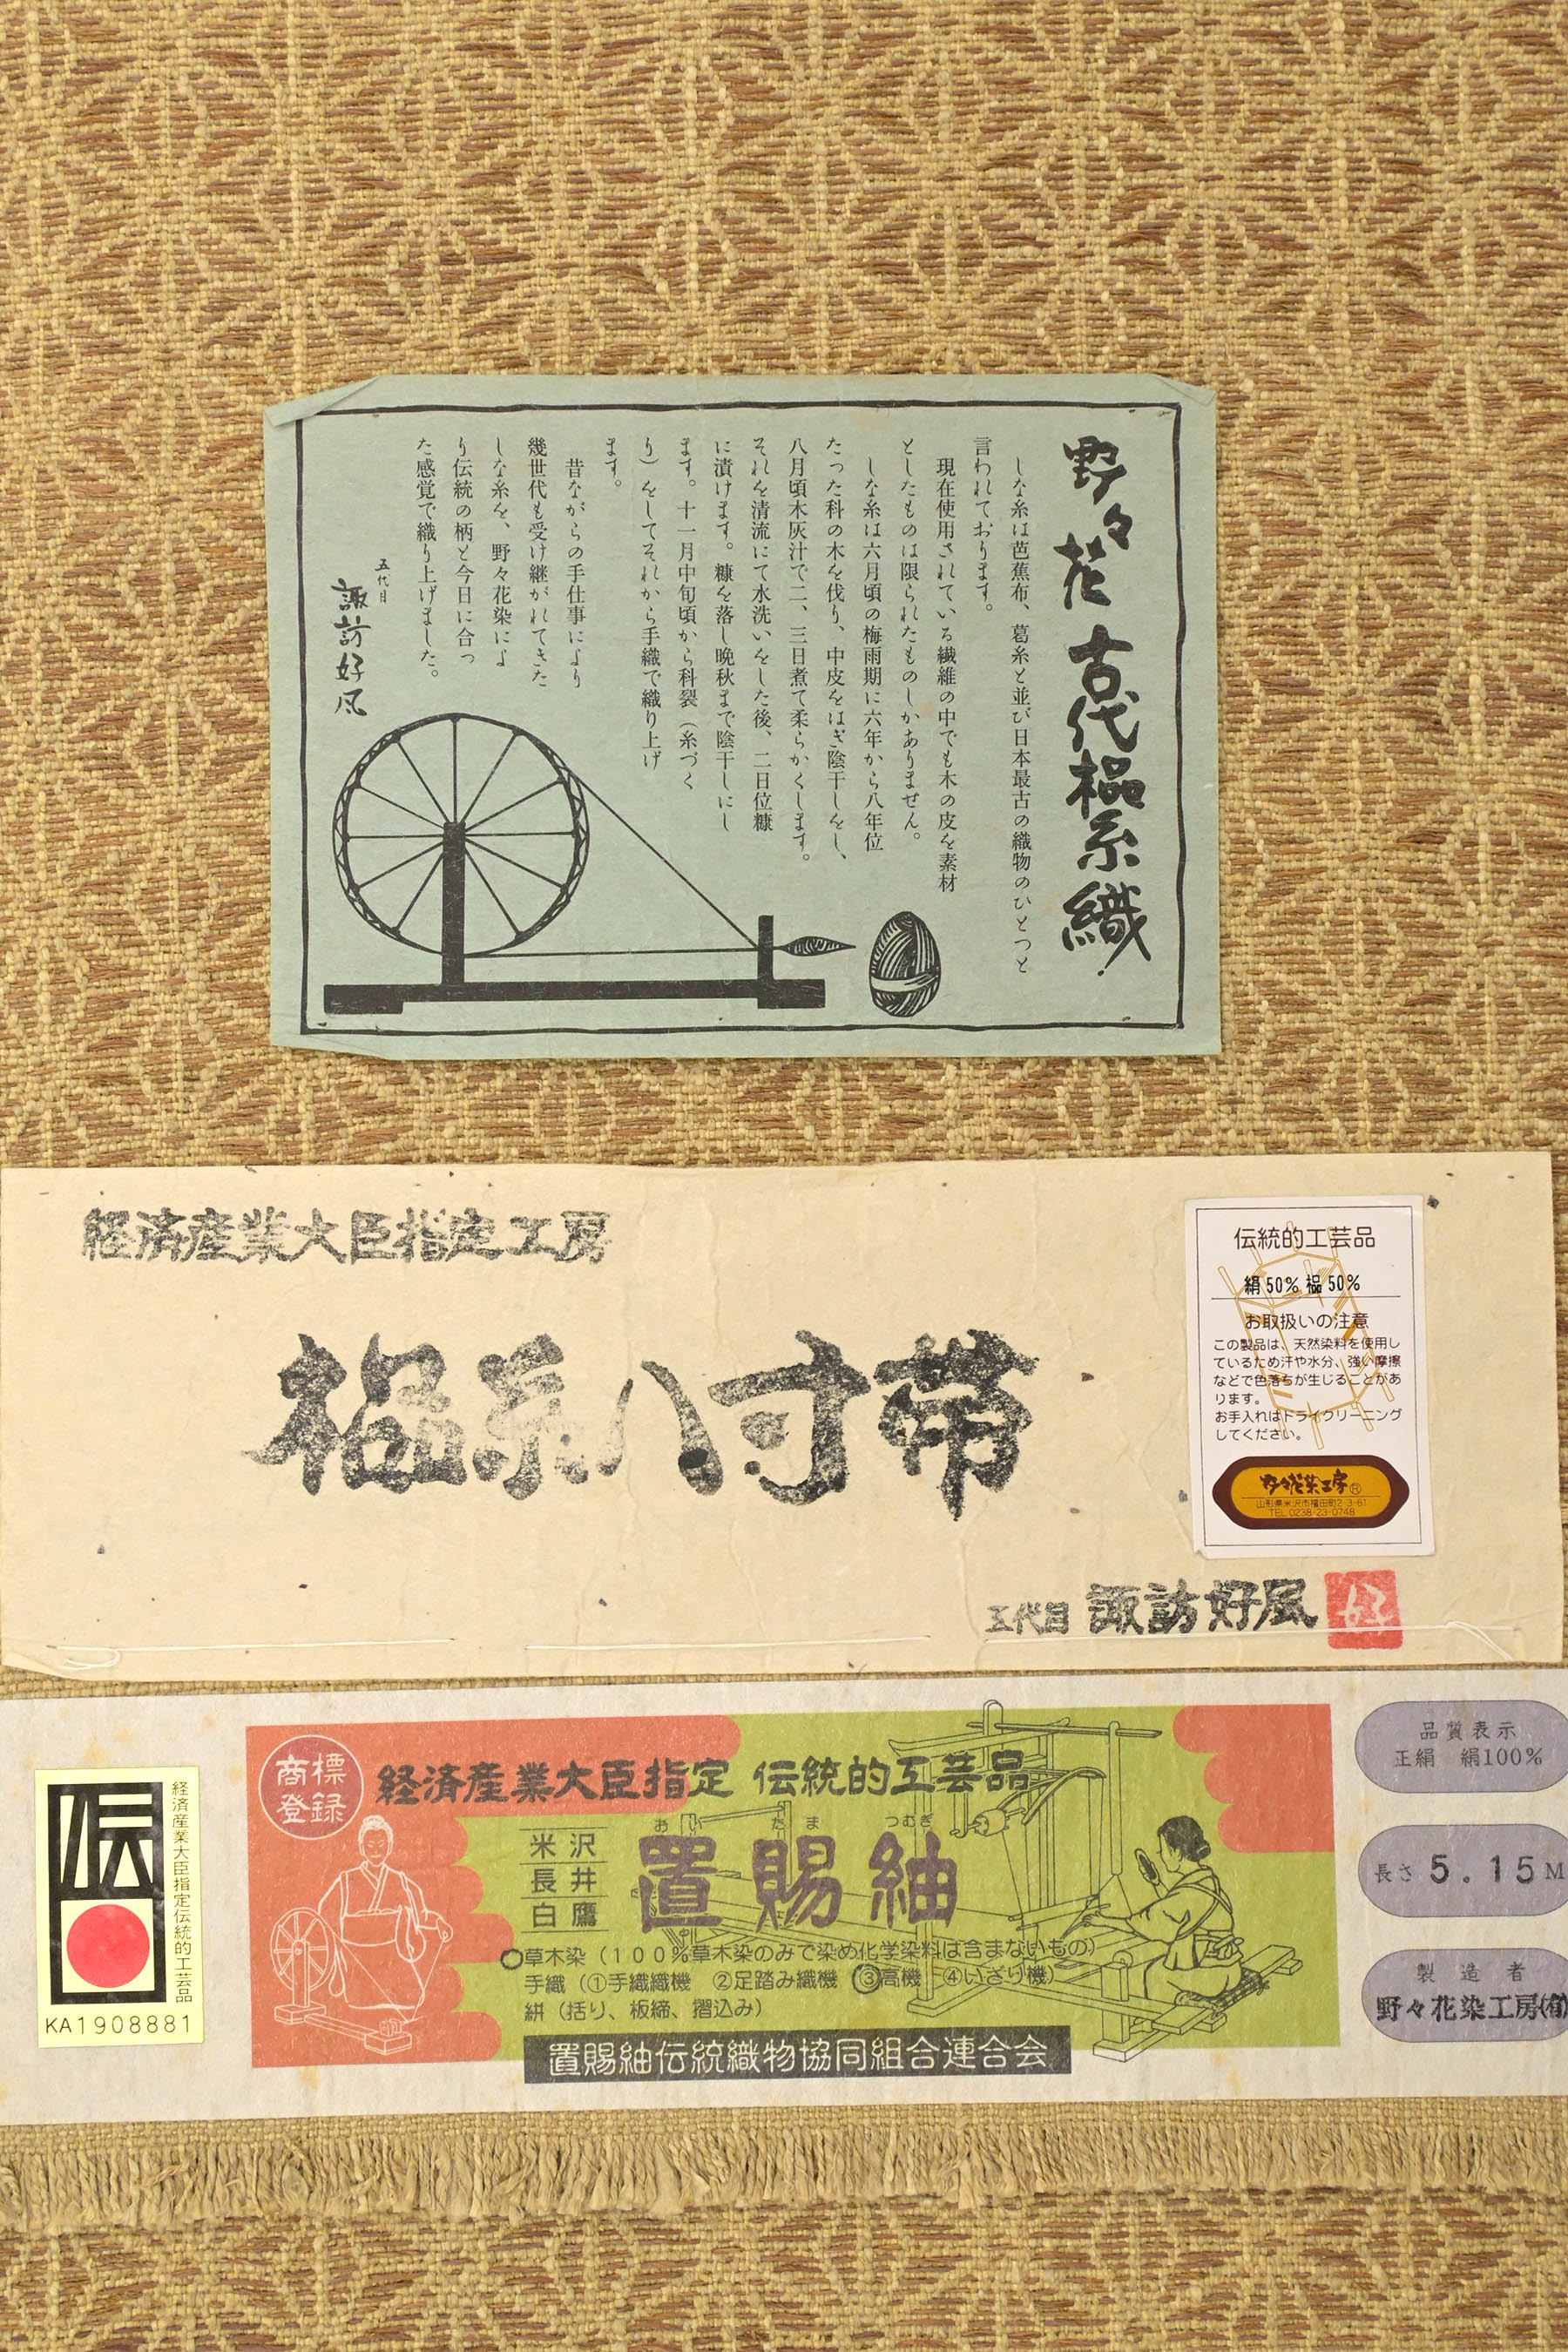 野々花 古代榀糸織
しな糸は芭蕉布、葛糸と並び日本最古の織物のひとつと
言われております。
現在使用されている繊維の中でも木の皮を素材
としたものは限られたものしかありません。
しな糸は六月頃の梅雨期に六年から八年位
たった科の木を伐り、中皮をはぎ陰干しをし、
八月頃木灰汁で二、三日煮て柔らかくします。
それを清流にて水洗いをした後、二日位糠
に漬けます。糠を落し晩秋まで陰干しにし
ます。十一月中旬頃から科裂(糸づく
り)をしてそれから手織で織り上げ
ます。
昔ながらの手仕事により
幾世代も受け継がれてきた
しな糸を、野々花染によ
り伝統の柄と今日に合っ
た感覚で織り上げました。
五代目
諏訪好風
経済産業大臣指定工房
榀糸八寸帯
五代目 諏訪好風
好
伝統的工芸品
絹50% 榀50%
お取扱いの注意
この製品は、天然染料を使用し
ているため汗や水分、強い摩擦
などで色落ちが生じることがあ
ります。
お手入れはドライクリーニング
してください。
野々花染工房®
山形県米沢市福田町2-3-61
TEL 0238-23-0748
伝
経済産業大臣指定伝統的工芸品
KA1908881
商標
登録
経済産業大臣指定 伝統的工芸品
米沢
長井
白鷹
おい たま つむぎ
置賜紬
草木染(100%草木染のみで染め化学染料は含まないもの)
手織(①手織織機 ②足踏み織機 ③高機 ④いざり機)
絣(括り、板締、摺込み)
置賜紬伝統織物協同組合連合会
品質表示
正絹 絹100%
長さ 5.15M
製造者
野々花染工房(有)